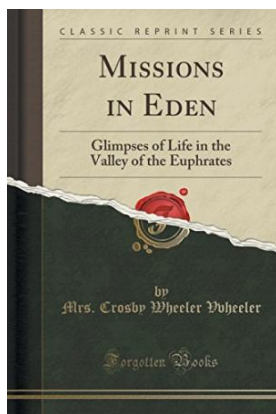 CLASSIC REPRINT SERIES
MISSIONS
IN EDEN
Glimpses of Life in the
Valley of the Euphrates
by
Mrs. Crosby Wheeler Vvheeler
Forgotten Books